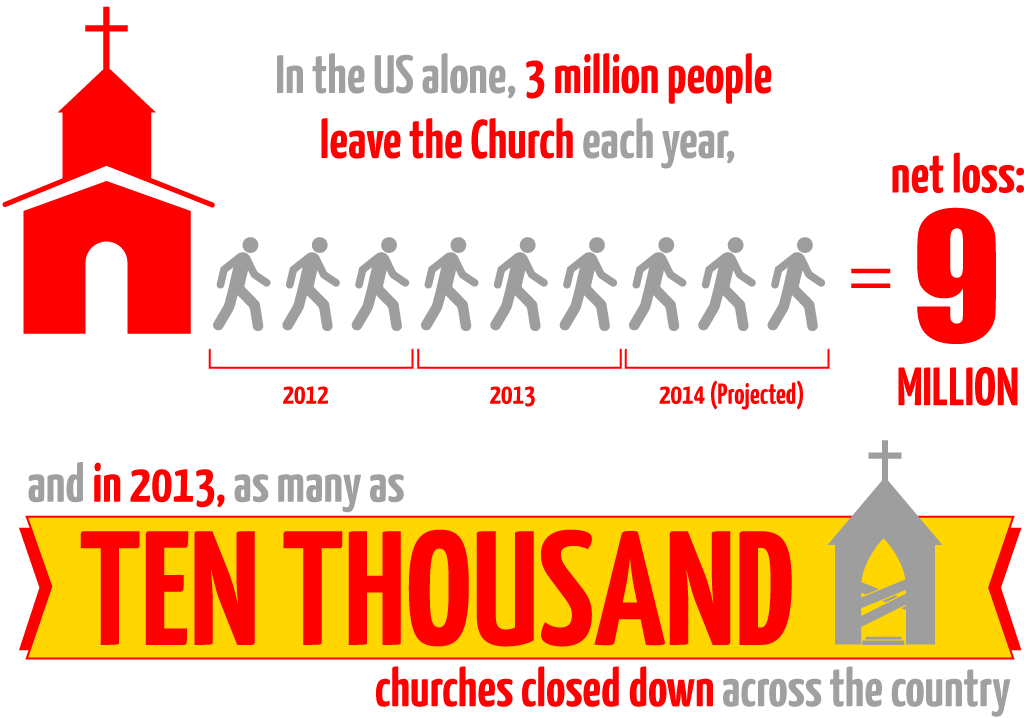 In the US alone, 3 million people
leave the Church each year,
net loss:
=
9
MILLION
2012
2013
2014 (Projected)
and in 2013, as many as
TEN THOUSAND
churches closed down across the country